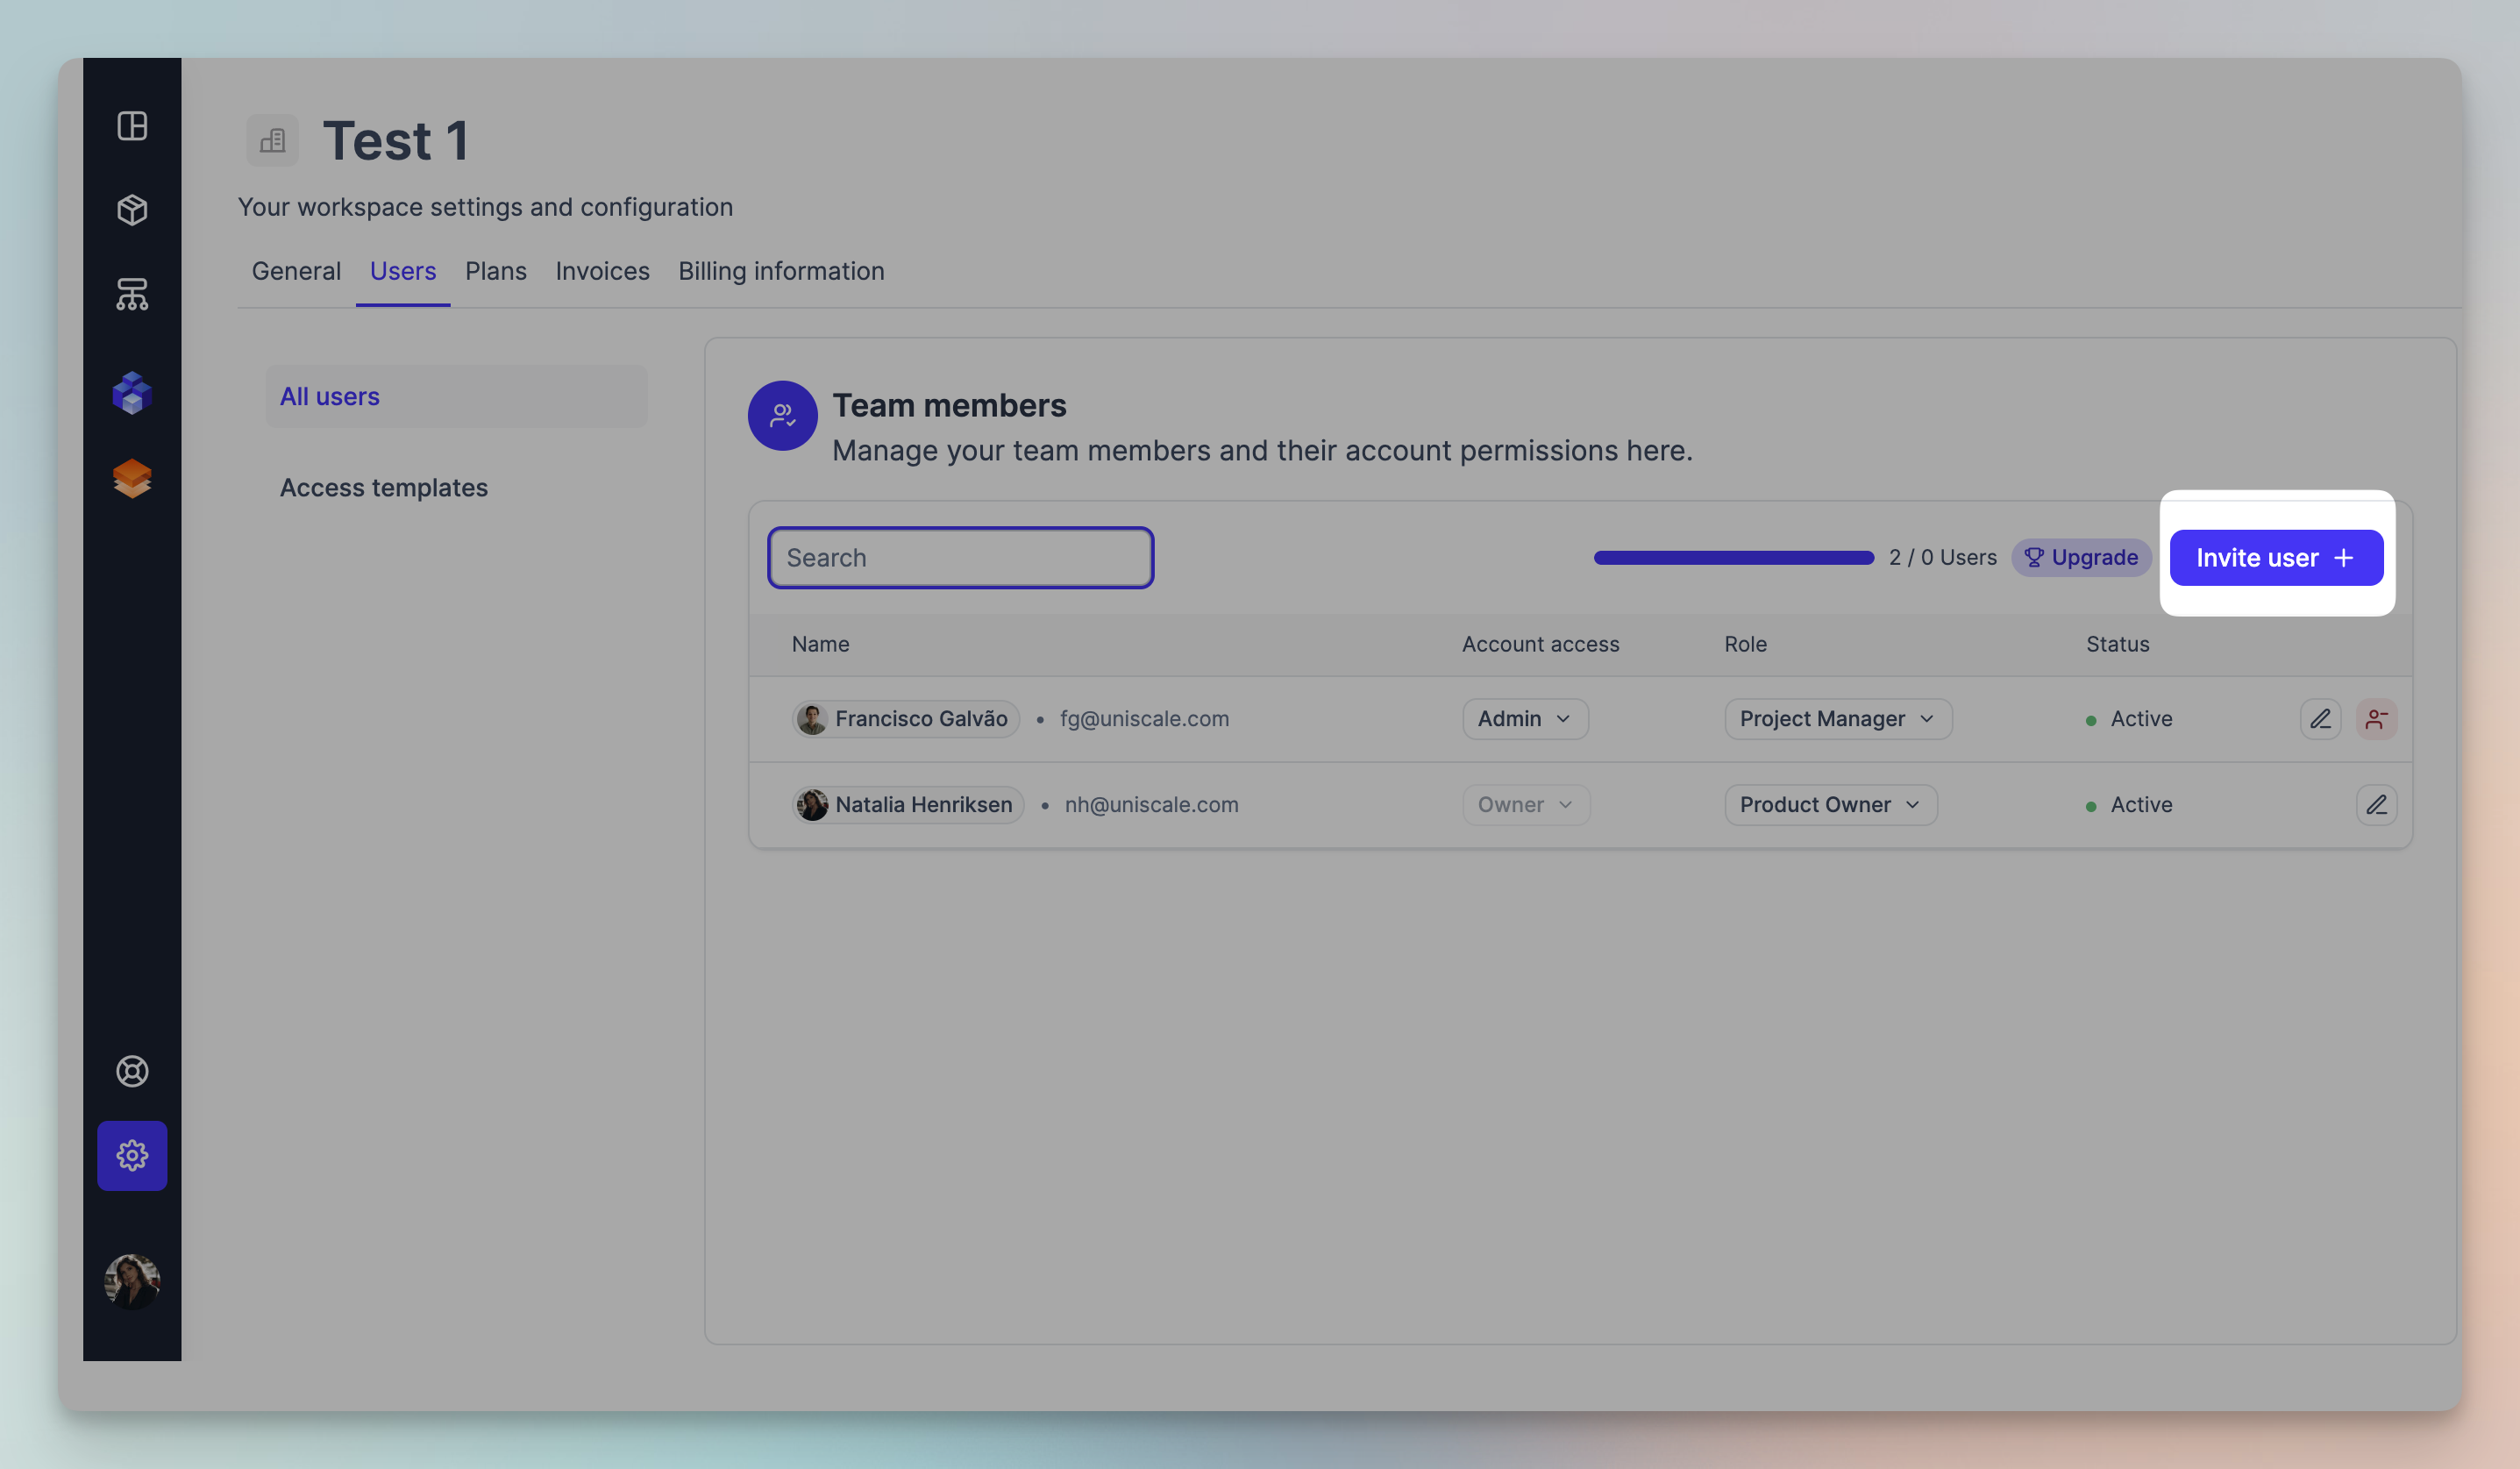 Test 1
Your workspace settings and configuration
General Users Plans Invoices Billing information
All users
Access templates
Team members
Manage your team members and their account permissions here.
Search
2 / 0 Users
Upgrade
Invite user +
Name Account access Role Status
Francisco Galvão • fg@uniscale.com Admin Project Manager Active
Natalia Henriksen • nh@uniscale.com Owner Product Owner Active